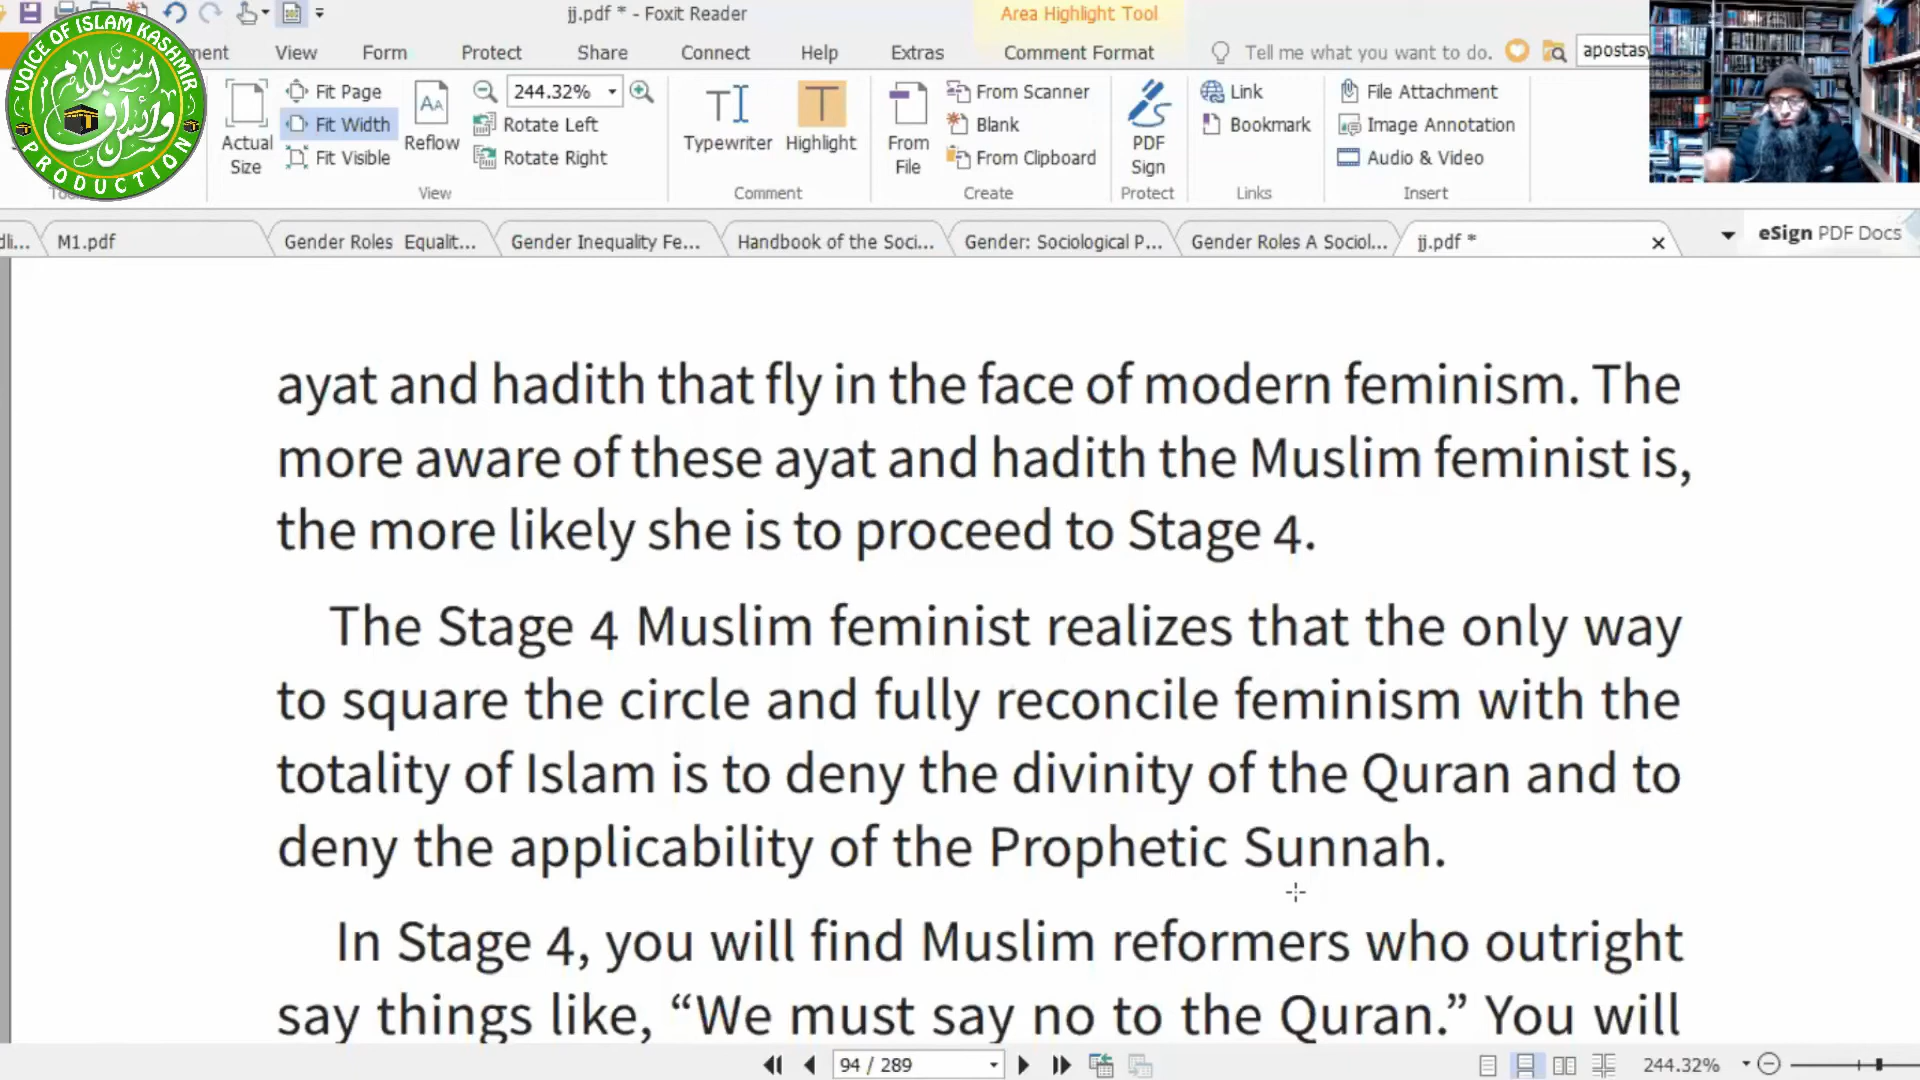 jj.pdf * - Foxit Reader
Area Highlight Tool
ment View Form Protect Share Connect Help Extras Comment Format Tell me what you want to do. apostasy
VOICE OF ISLAM KASHMIR
PRODUCTION
Actual Size
Fit Page
Fit Width
Fit Visible
Reflow
244.32%
Rotate Left
Rotate Right
View
Typewriter
Highlight
Comment
From File
From Scanner
Blank
From Clipboard
Create
PDF Sign
Protect
Link
Bookmark
Links
File Attachment
Image Annotation
Audio & Video
Insert
M1.pdf
Gender Roles Equalit...
Gender Inequality Fe...
Handbook of the Soci...
Gender: Sociological P...
Gender Roles A Sociol...
jj.pdf *
eSign PDF Docs
ayat and hadith that fly in the face of modern feminism. The
more aware of these ayat and hadith the Muslim feminist is,
the more likely she is to proceed to Stage 4.
The Stage 4 Muslim feminist realizes that the only way
to square the circle and fully reconcile feminism with the
totality of Islam is to deny the divinity of the Quran and to
deny the applicability of the Prophetic Sunnah.
In Stage 4, you will find Muslim reformers who outright
say things like, “We must say no to the Quran.” You will
94 / 289
244.32%